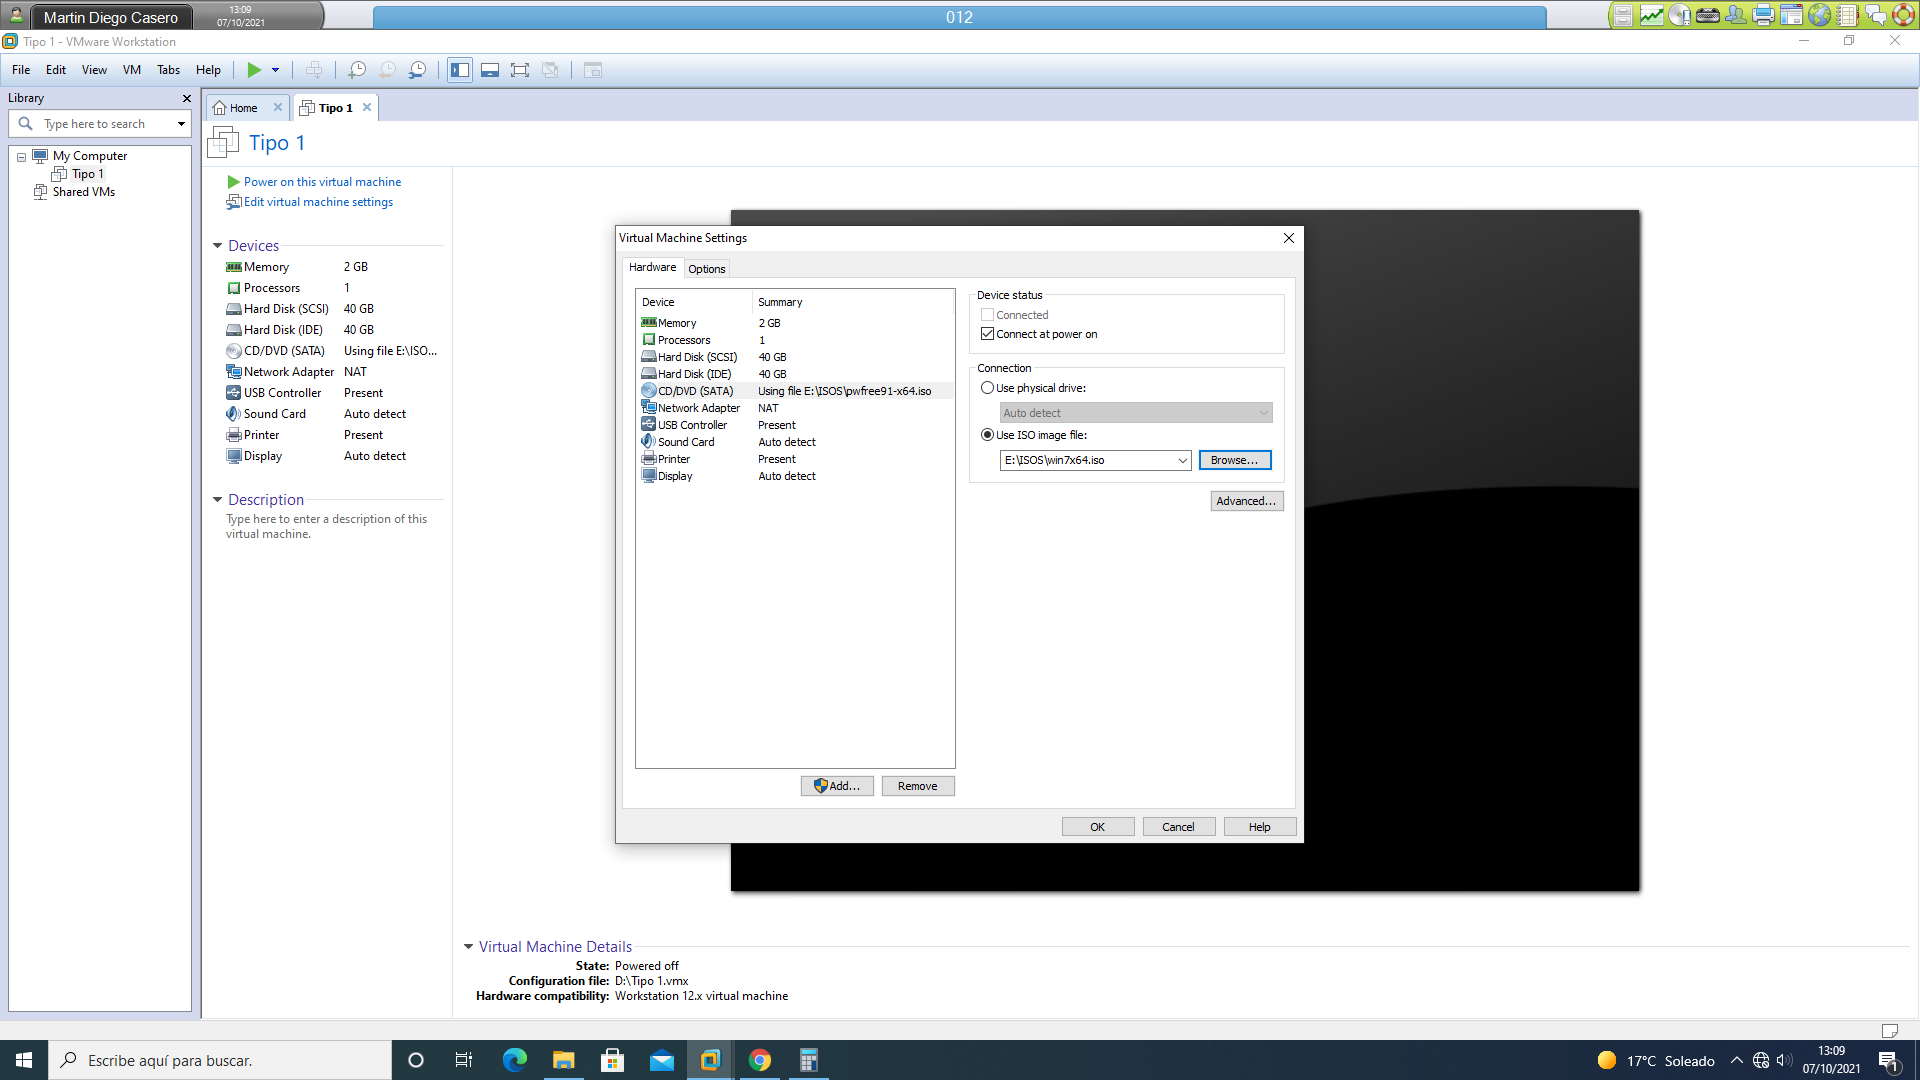 Martin Diego Casero
13:09
07/10/2021
012
Tipo 1 - VMware Workstation
File Edit View VM Tabs Help
Library
Type here to search
My Computer
Tipo 1
Shared VMs
Home
Tipo 1
Tipo 1
Power on this virtual machine
Edit virtual machine settings
Devices
Memory 2 GB
Processors 1
Hard Disk (SCSI) 40 GB
Hard Disk (IDE) 40 GB
CD/DVD (SATA) Using file E:\ISO...
Network Adapter NAT
USB Controller Present
Sound Card Auto detect
Printer Present
Display Auto detect
Description
Type here to enter a description of this
virtual machine.
Virtual Machine Settings
Hardware Options
Device Summary
Memory 2 GB
Processors 1
Hard Disk (SCSI) 40 GB
Hard Disk (IDE) 40 GB
CD/DVD (SATA) Using file E:\ISOS\pwfree91-x64.iso
Network Adapter NAT
USB Controller Present
Sound Card Auto detect
Printer Present
Display Auto detect
Add... Remove
Device status
Connected
Connect at power on
Connection
Use physical drive:
Auto detect
Use ISO image file:
E:\ISOS\win7x64.iso Browse...
Advanced...
OK Cancel Help
Virtual Machine Details
State: Powered off
Configuration file: D:\Tipo 1.vmx
Hardware compatibility: Workstation 12.x virtual machine
Escribe aquí para buscar.
17°C Soleado
13:09
07/10/2021
1